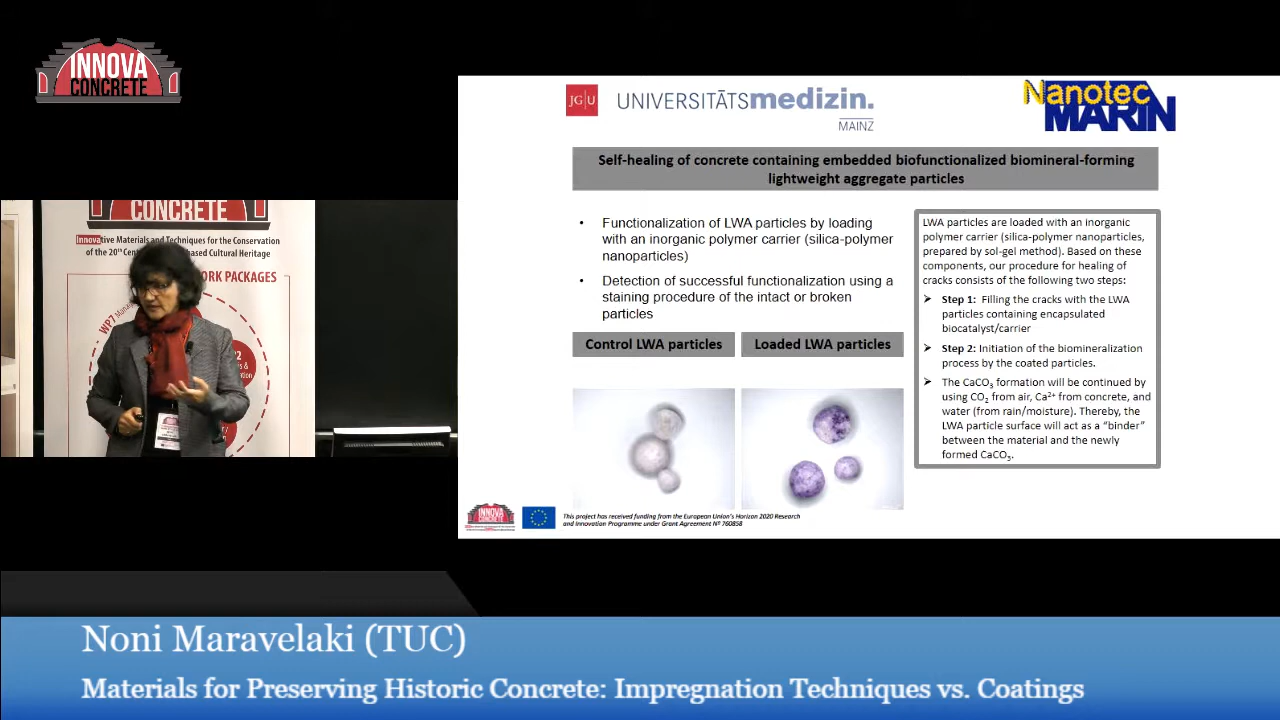 INNOVA
CONCRETE
JG|U UNIVERSITÄTSmedizin.
MAINZ
Nanotec
MARIN
Self-healing of concrete containing embedded biofunctionalized biomineral-forming
lightweight aggregate particles
• Functionalization of LWA particles by loading
with an inorganic polymer carrier (silica-polymer
nanoparticles)
• Detection of successful functionalization using a
staining procedure of the intact or broken
particles
Control LWA particles
Loaded LWA particles
LWA particles are loaded with an inorganic
polymer carrier (silica-polymer nanoparticles,
prepared by sol-gel method). Based on these
components, our procedure for healing of
cracks consists of the following two steps:
➢ Step 1: Filling the cracks with the LWA
particles containing encapsulated
biocatalyst/carrier
➢ Step 2: Initiation of the biomineralization
process by the coated particles.
➢ The CaCO₃ formation will be continued by
using CO₂ from air, Ca²⁺ from concrete, and
water (from rain/moisture). Thereby, the
LWA particle surface will act as a “binder”
between the material and the newly
formed CaCO₃.
INNOVA
CONCRETE
This project has received funding from the European Union's Horizon 2020 Research
and Innovation Programme under Grant Agreement Nº 760858
CONCRETE
Innovative Materials and Techniques for the Conservation
of the 20th
Cultural Heritage
PACKAGES
WP7
Noni Maravelaki (TUC)
Materials for Preserving Historic Concrete: Impregnation Techniques vs. Coatings